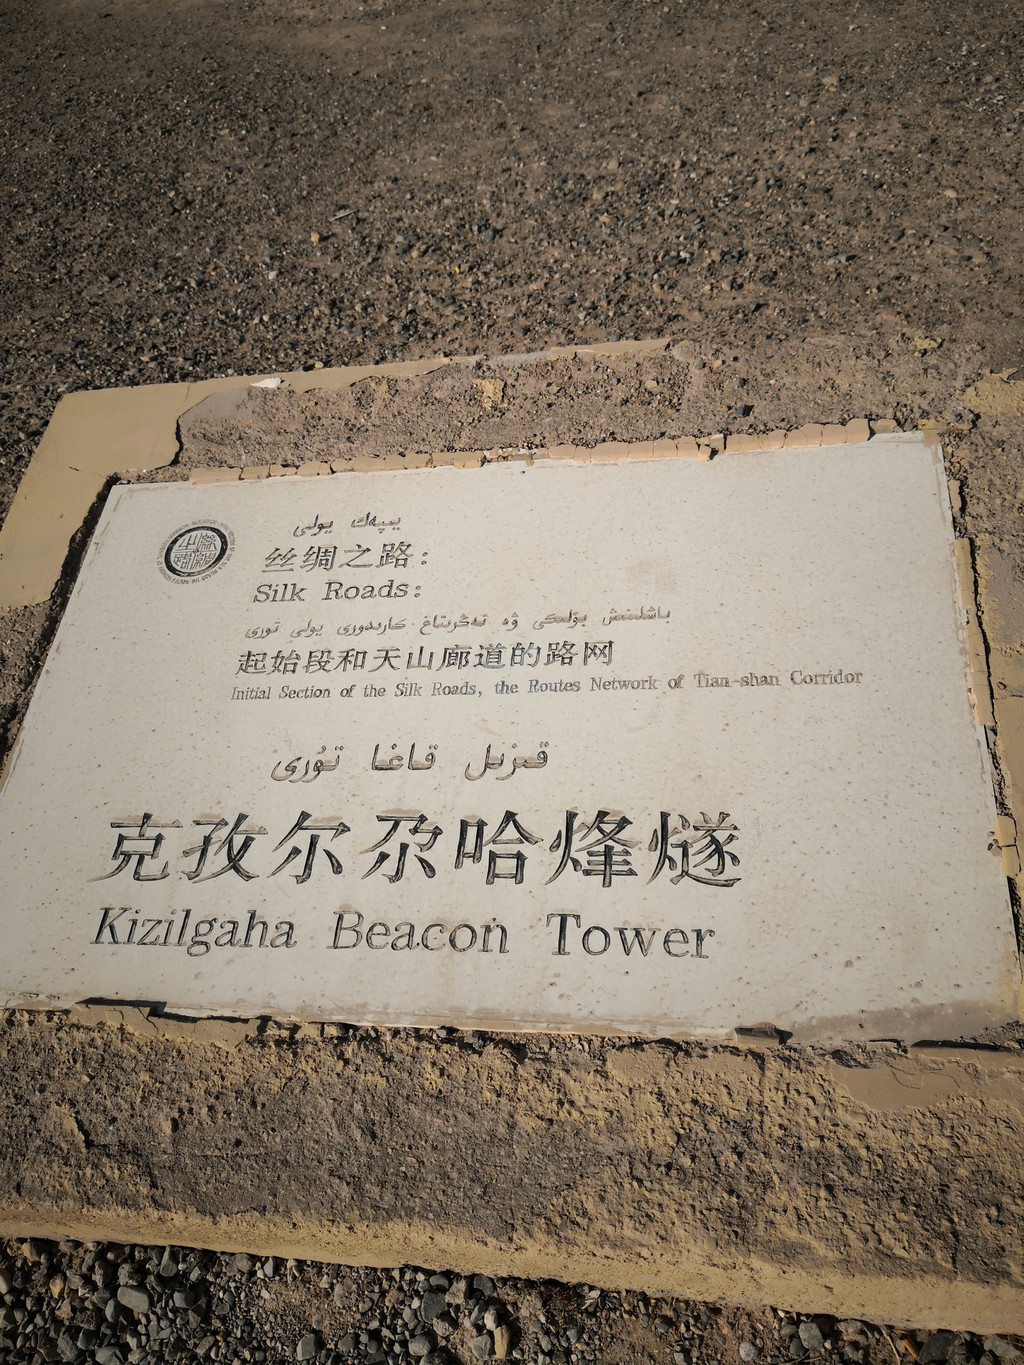 يىپەك يولى
丝绸之路：
Silk Roads:
باشلىنىش بۆلىكى ۋە تەڭرىتاغ كارىدورى يولى تورى
起始段和天山廊道的路网
Initial Section of the Silk Roads, the Routes Network of Tian-shan Corridor
قىزىل قاغا تۇرى
克孜尔尕哈烽燧
Kizilgaha Beacon Tower